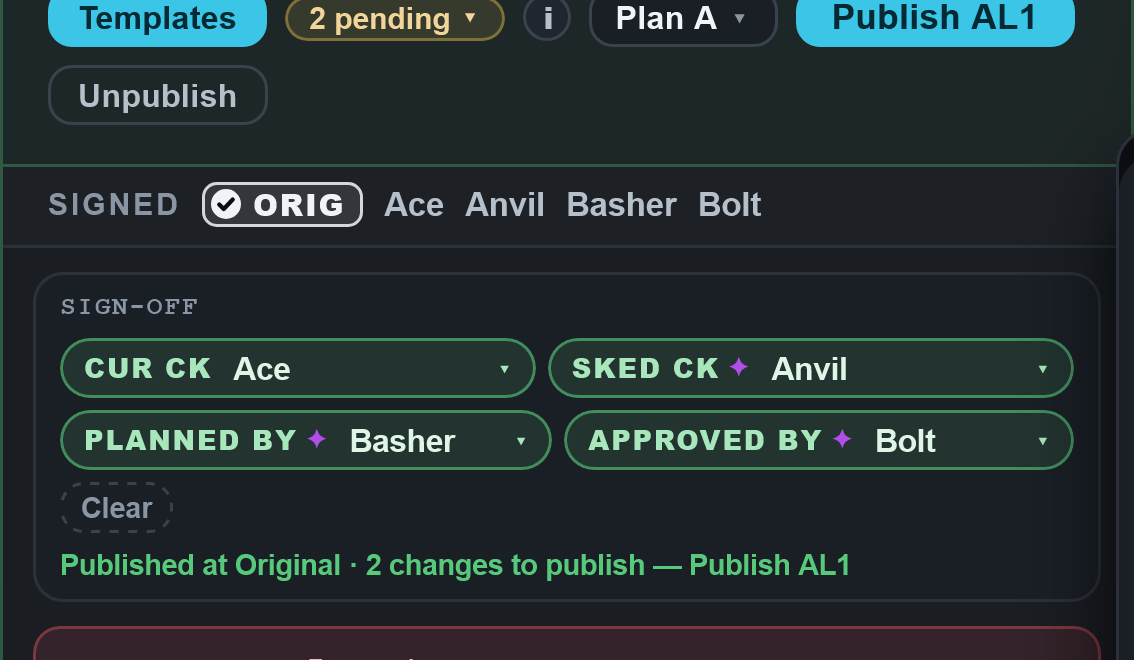 Templates 2 pending ▼ i Plan A ▼ Publish AL1
Unpublish
SIGNED ORIG Ace Anvil Basher Bolt
SIGN-OFF
CUR CK Ace ▼ SKED CK ✦ Anvil ▼
PLANNED BY ✦ Basher ▼ APPROVED BY ✦ Bolt ▼
Clear
Published at Original · 2 changes to publish — Publish AL1